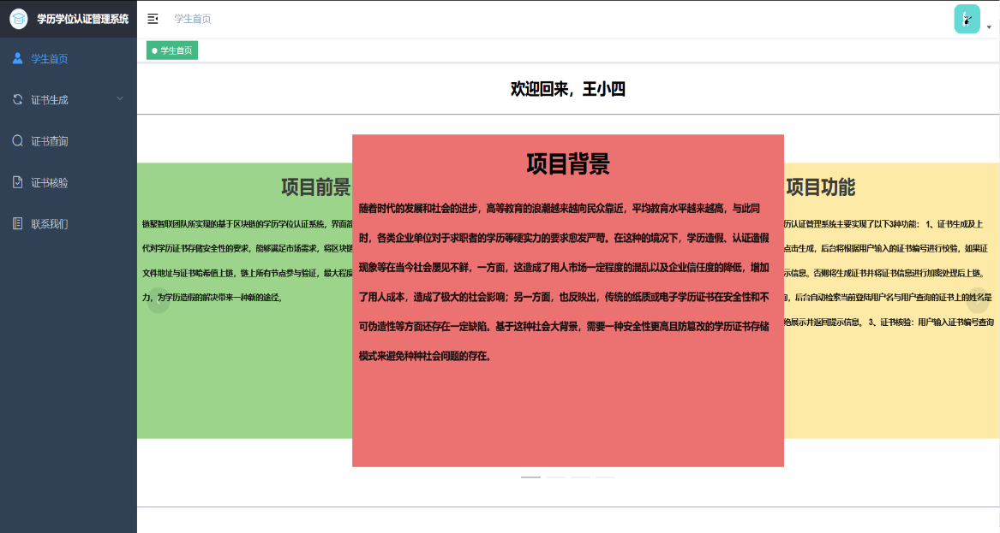 学历学位认证管理系统
学生首页
学生首页
学生首页
证书生成
证书查询
证书核验
联系我们
欢迎回来，王小四
项目前景
链聚智联团队所实现的基于区块链的学历学位认证系统，界面
代对学历证书存储安全性的要求，能够满足市场需求，将区块链
文件地址与证书哈希值上链，链上所有节点参与验证，最大程度
力，为学历造假的解决带来一种新的途径。
项目背景
随着时代的发展和社会的进步，高等教育的浪潮越来越向民众靠近，平均教育水平越来越高，与此同
时，各类企业单位对于求职者的学历等硬实力的要求愈发严苛。在这种的境况下，学历造假、认证造假
现象等在当今社会屡见不鲜，一方面，这造成了用人市场一定程度的混乱以及企业信任度的降低，增加
了用人成本，造成了极大的社会影响；另一方面，也反映出，传统的纸质或电子学历证书在安全性和不
可伪造性等方面还存在一定缺陷。基于这种社会大背景，需要一种安全性更高且防篡改的学历证书存储
模式来避免种种社会问题的存在。
项目功能
历认证管理系统主要实现了以下3种功能： 1、证书生成及上
点击生成，后台将根据用户输入的证书编号进行校验，如果证
示信息。否则将生成证书并将证书信息进行加密处理后上链。
，后台自动检索当前登陆用户名与用户查询的证书上的姓名是
绝展示并返回提示信息。 3、证书核验：用户输入证书编号查询